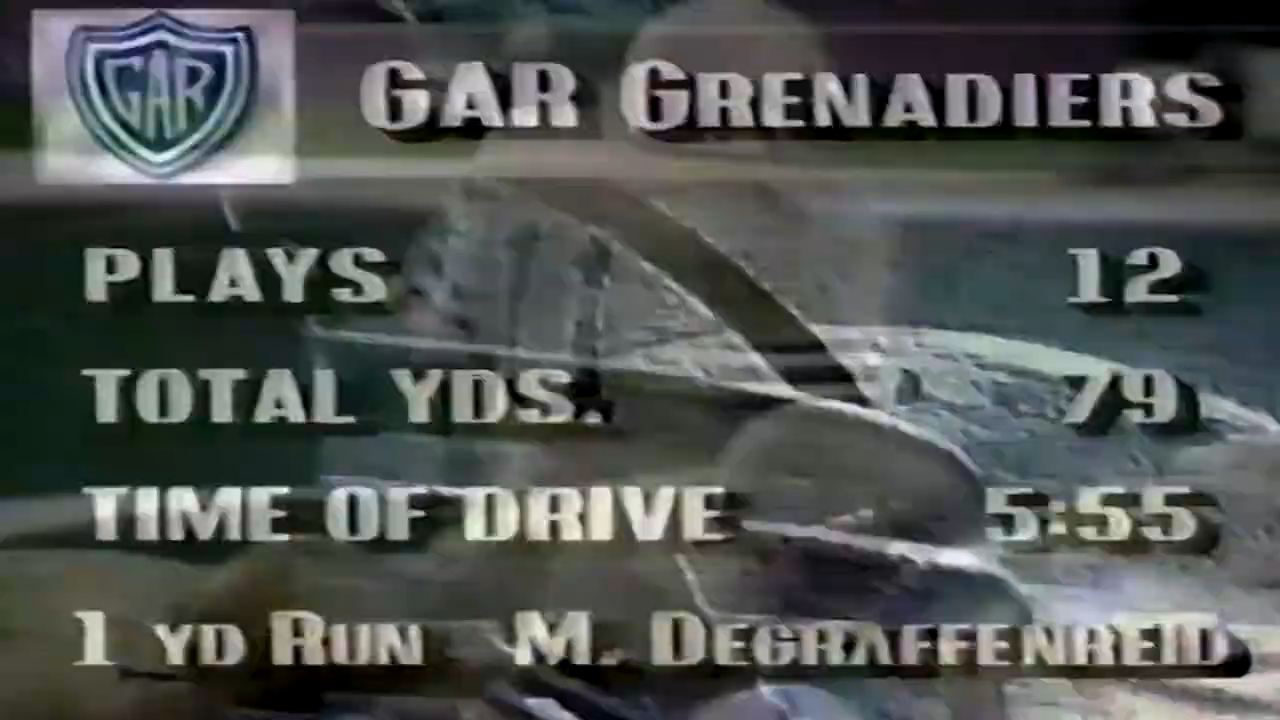 GAR
GAR GRENADIERS
PLAYS 12
TOTAL YDS. 79
TIME OF DRIVE 5:55
1 YD RUN M. DEGRAFFENREID